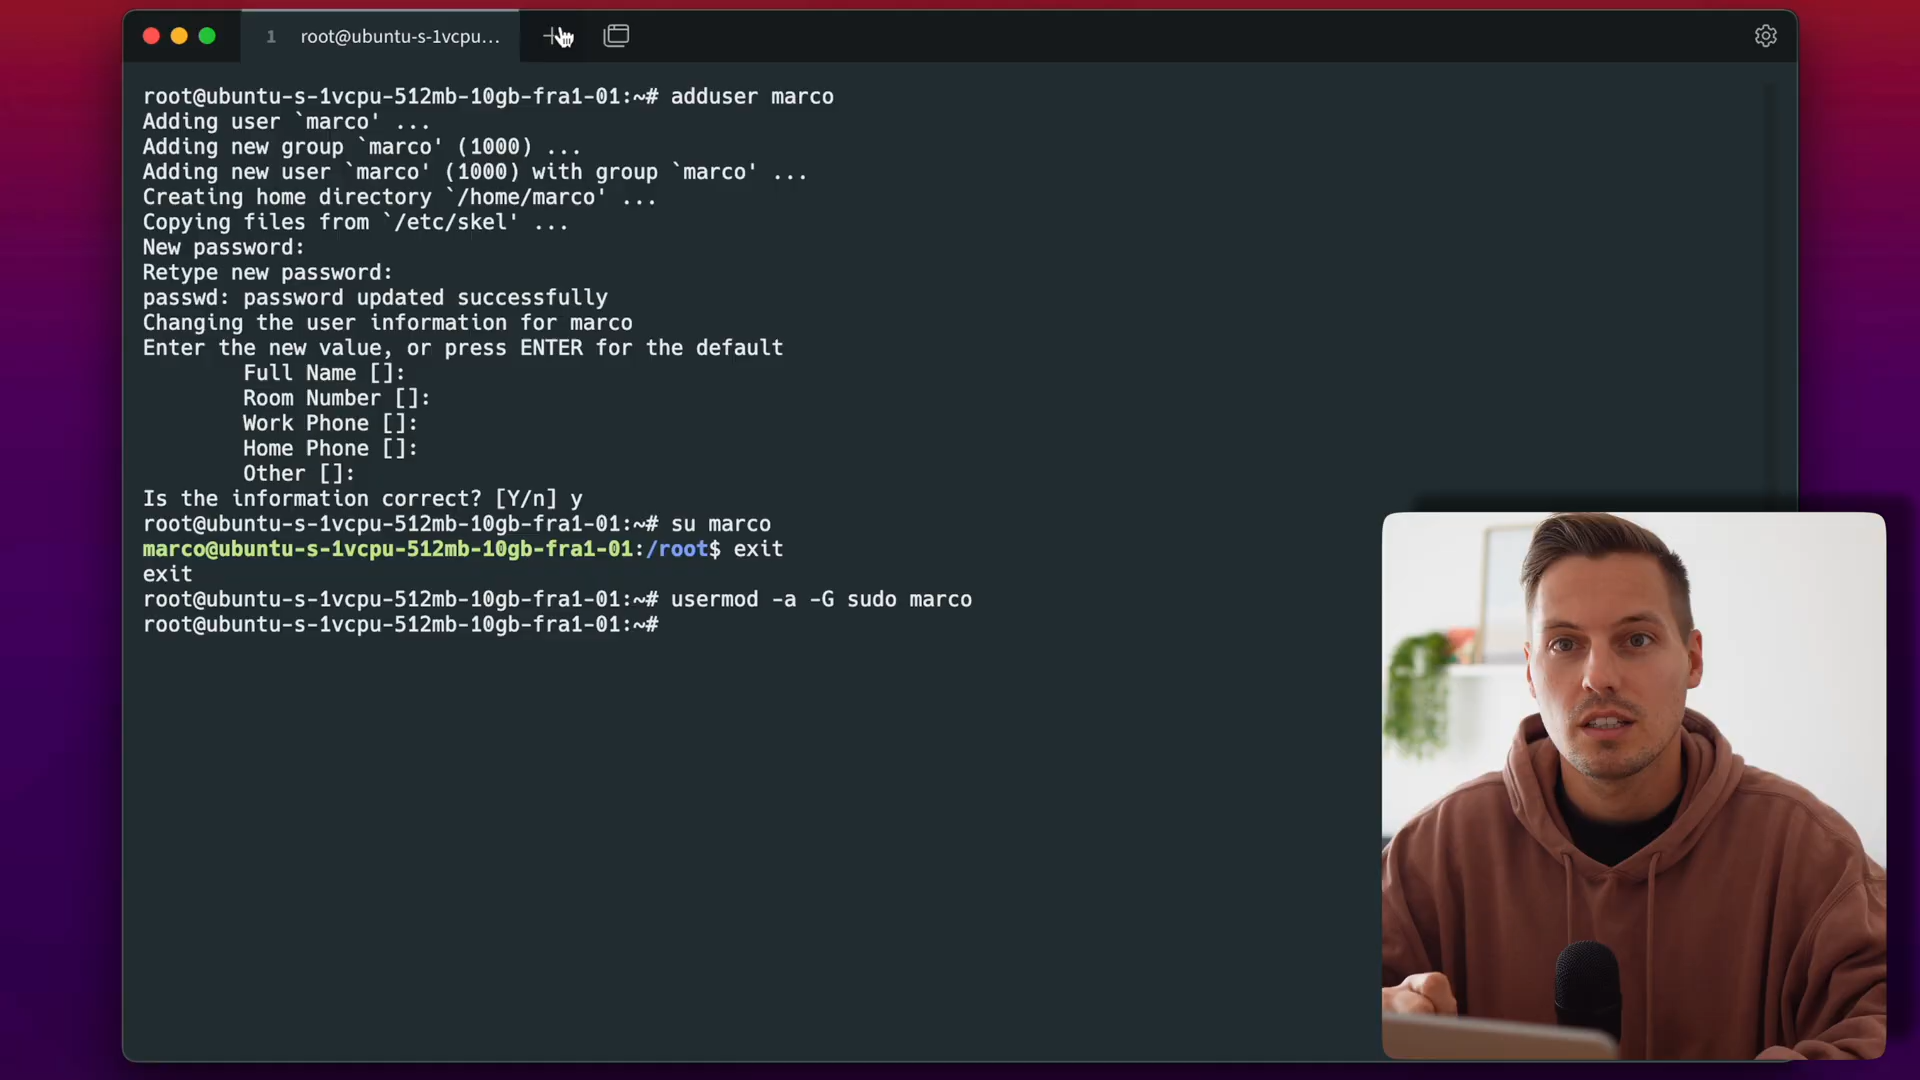 1 root@ubuntu-s-1vcpu...
root@ubuntu-s-1vcpu-512mb-10gb-fra1-01:~# adduser marco
Adding user `marco' ...
Adding new group `marco' (1000) ...
Adding new user `marco' (1000) with group `marco' ...
Creating home directory `/home/marco' ...
Copying files from `/etc/skel' ...
New password:
Retype new password:
passwd: password updated successfully
Changing the user information for marco
Enter the new value, or press ENTER for the default
Full Name []:
Room Number []:
Work Phone []:
Home Phone []:
Other []:
Is the information correct? [Y/n] y
root@ubuntu-s-1vcpu-512mb-10gb-fra1-01:~# su marco
marco@ubuntu-s-1vcpu-512mb-10gb-fra1-01:/root$ exit
exit
root@ubuntu-s-1vcpu-512mb-10gb-fra1-01:~# usermod -a -G sudo marco
root@ubuntu-s-1vcpu-512mb-10gb-fra1-01:~#